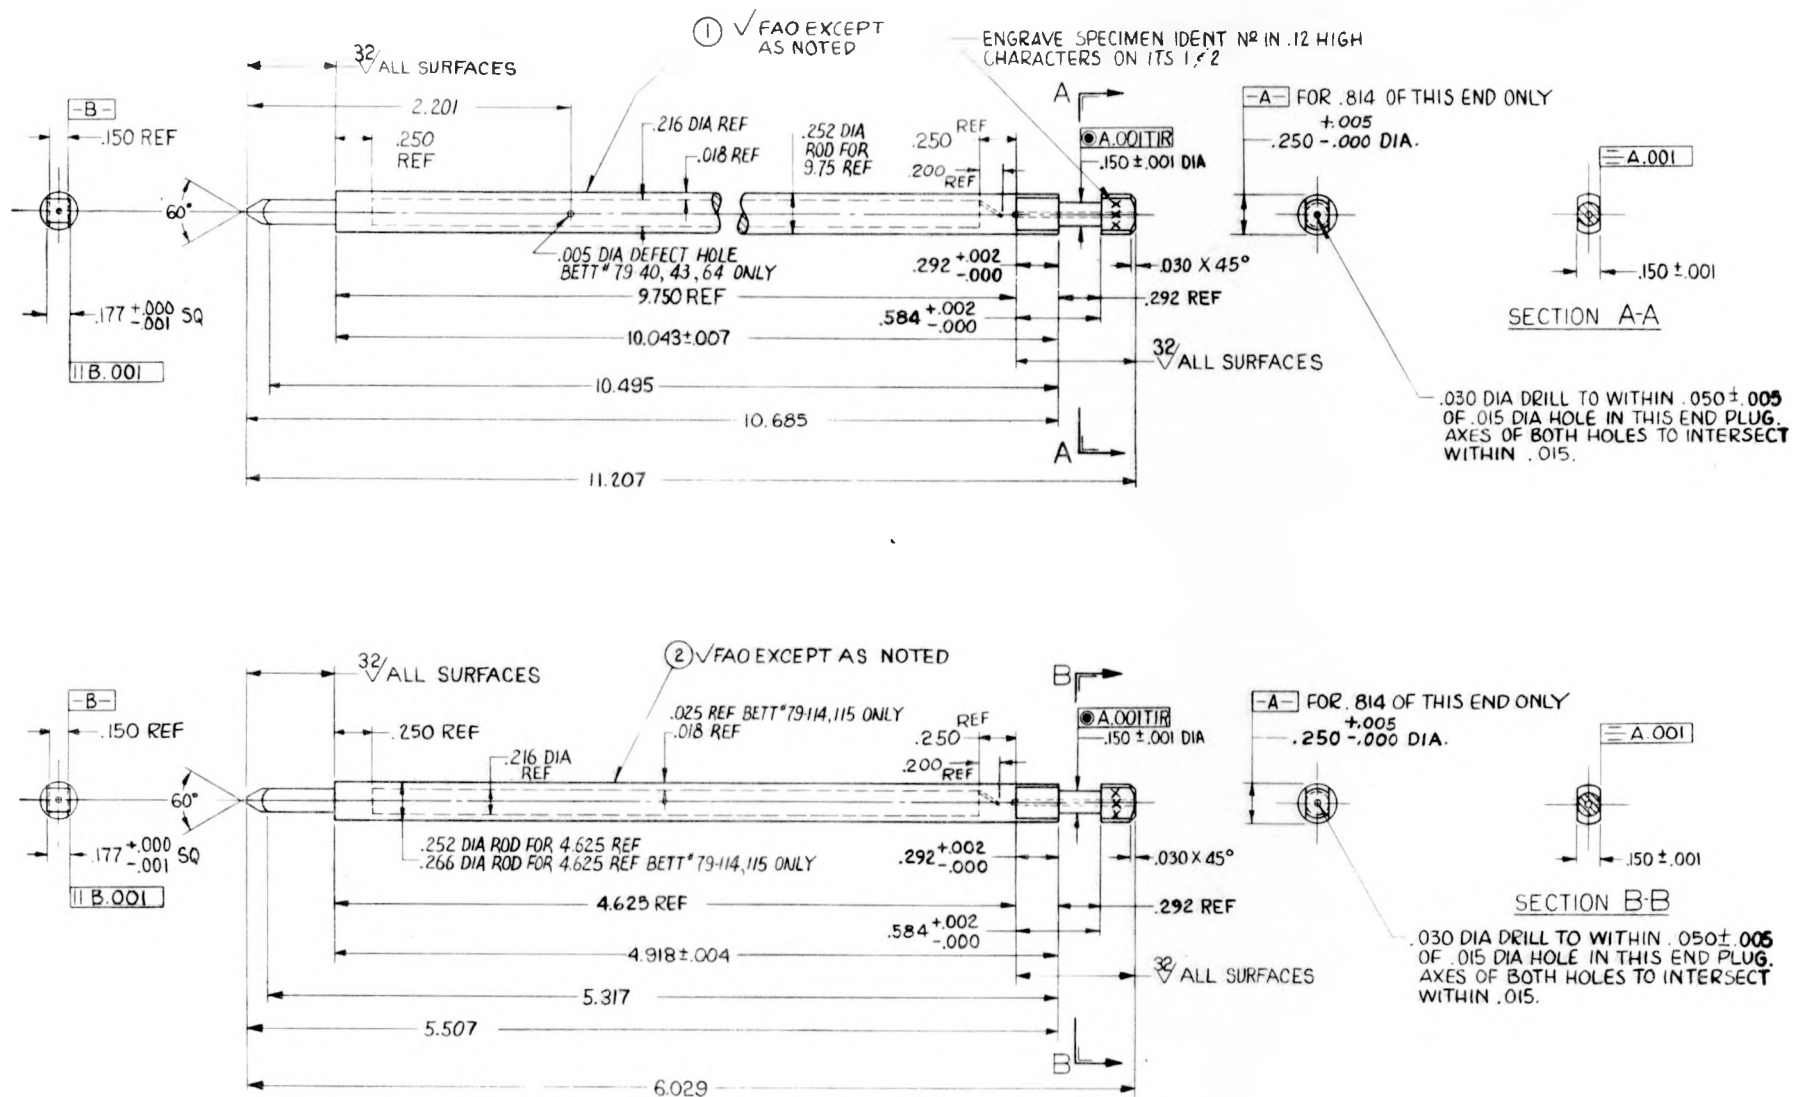 ① √ FAO EXCEPT
AS NOTED
ENGRAVE SPECIMEN IDENT Nº IN .12 HIGH
CHARACTERS ON ITS 1 & 2
32/ ALL SURFACES
-B-
.150 REF
2.201
.250
REF
.216 DIA REF
.018 REF
.252 DIA
ROD FOR
9.75 REF
.250 REF
.200 REF
A
◉ A.001TIR
.150 ±.001 DIA
-A- FOR .814 OF THIS END ONLY
+.005
.250 -.000 DIA.
= A.001
60°
.005 DIA DEFECT HOLE
BETT# 79-40, 43, 64 ONLY
.292 +.002
-.000
.030 X 45°
9.750 REF
.292 REF
.150 ±.001
.177 +.000
-.001 SQ
.584 +.002
-.000
SECTION A-A
10.043±.007
32/ ALL SURFACES
|| B.001
10.495
.030 DIA DRILL TO WITHIN .050±.005
OF .015 DIA HOLE IN THIS END PLUG.
AXES OF BOTH HOLES TO INTERSECT
WITHIN .015.
10.685
A
11.207
② √ FAO EXCEPT AS NOTED
32/ ALL SURFACES
B
-B-
.150 REF
.250 REF
.025 REF BETT# 79-114, 115 ONLY
.018 REF
.216 DIA
REF
REF
.250
.200 REF
◉ A.001TIR
.150 ±.001 DIA
-A- FOR .814 OF THIS END ONLY
+.005
.250 -.000 DIA.
= A.001
60°
.177 +.000
-.001 SQ
.252 DIA ROD FOR 4.625 REF
.266 DIA ROD FOR 4.625 REF BETT# 79-114, 115 ONLY
.292 +.002
-.000
.030 X 45°
.150 ±.001
|| B.001
4.625 REF
.292 REF
SECTION B-B
.584 +.002
-.000
4.918±.004
32/ ALL SURFACES
.030 DIA DRILL TO WITHIN .050±.005
OF .015 DIA HOLE IN THIS END PLUG.
AXES OF BOTH HOLES TO INTERSECT
WITHIN .015.
5.317
5.507
B
6.029